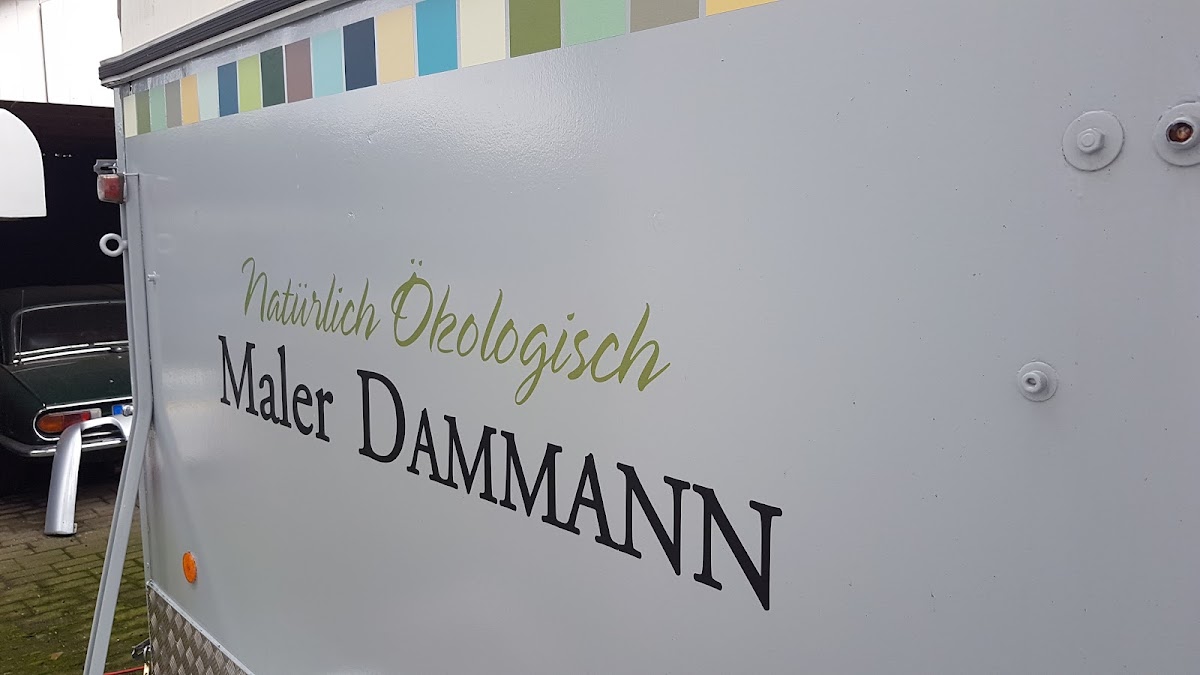 Natürlich Ökologisch
Maler DAMMANN